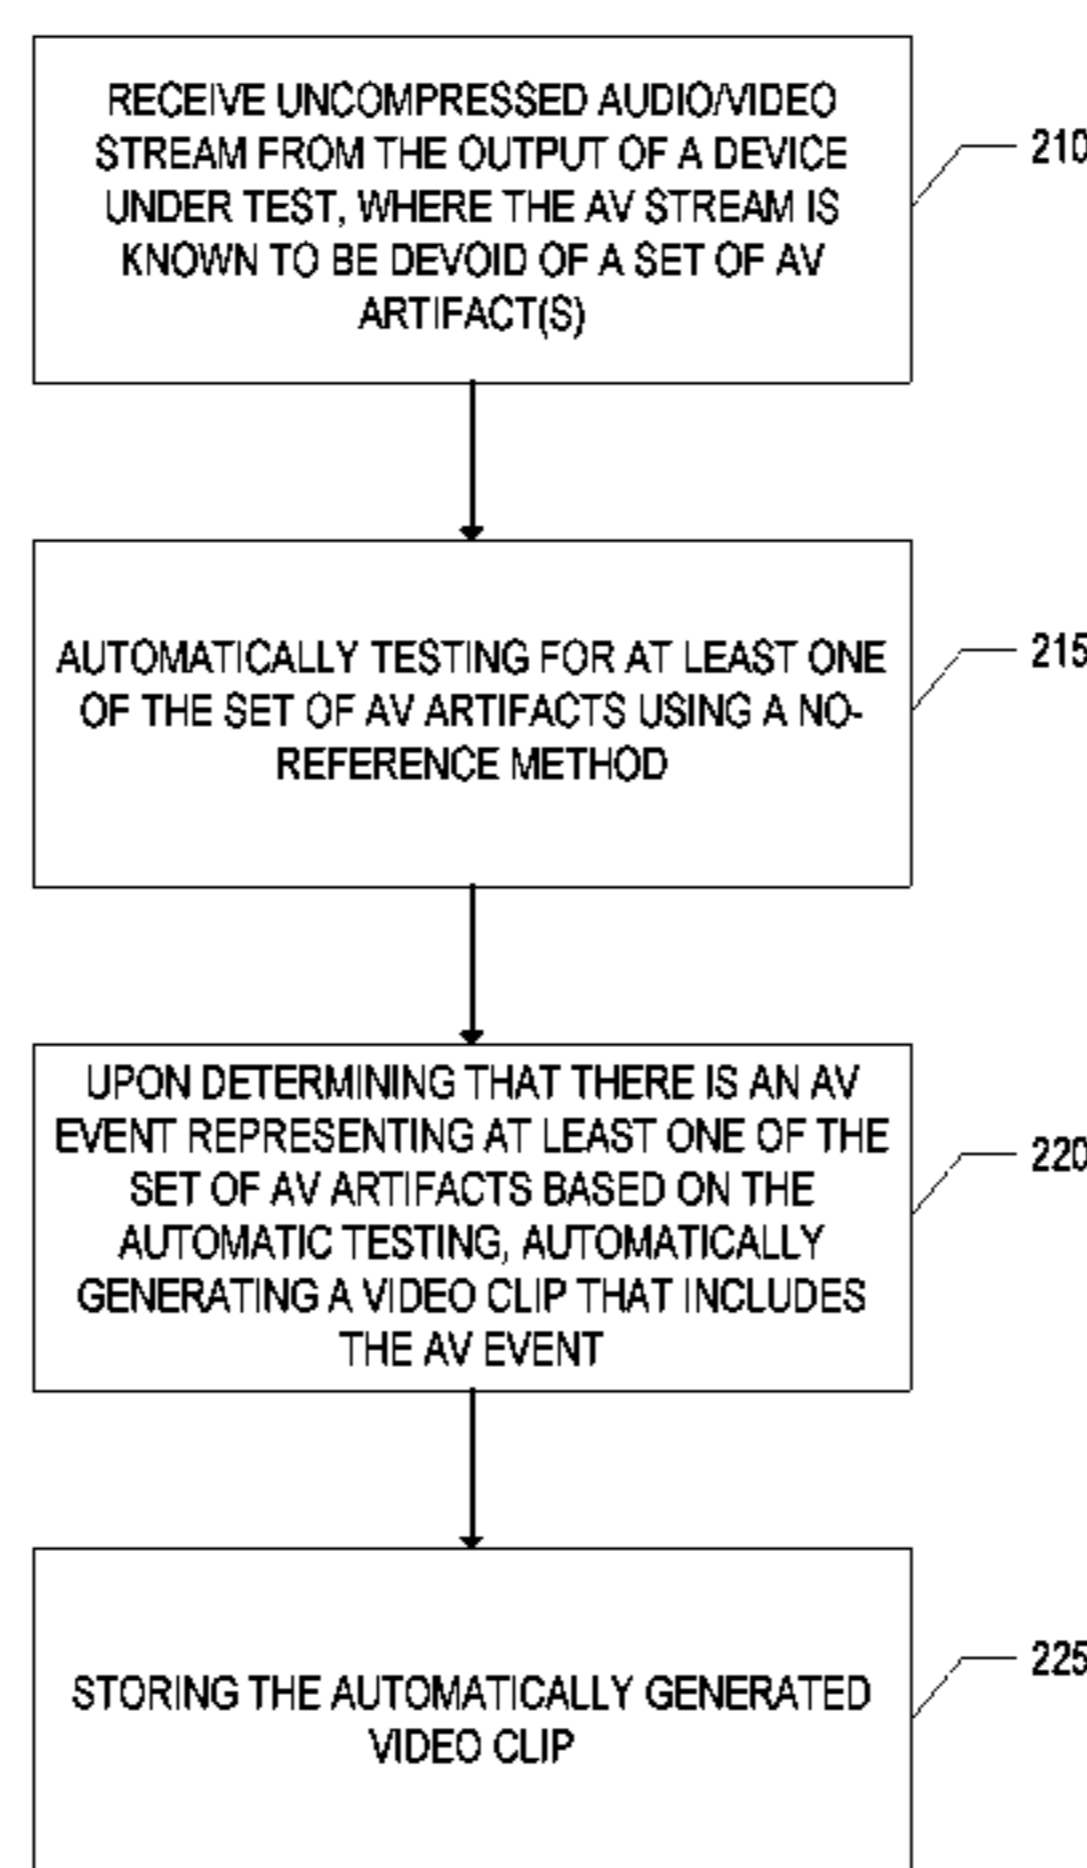 RECEIVE UNCOMPRESSED AUDIO/VIDEO
STREAM FROM THE OUTPUT OF A DEVICE
UNDER TEST, WHERE THE AV STREAM IS
KNOWN TO BE DEVOID OF A SET OF AV
ARTIFACT(S)
210
AUTOMATICALLY TESTING FOR AT LEAST ONE
OF THE SET OF AV ARTIFACTS USING A NO-
REFERENCE METHOD
215
UPON DETERMINING THAT THERE IS AN AV
EVENT REPRESENTING AT LEAST ONE OF THE
SET OF AV ARTIFACTS BASED ON THE
AUTOMATIC TESTING, AUTOMATICALLY
GENERATING A VIDEO CLIP THAT INCLUDES
THE AV EVENT
220
STORING THE AUTOMATICALLY GENERATED
VIDEO CLIP
225